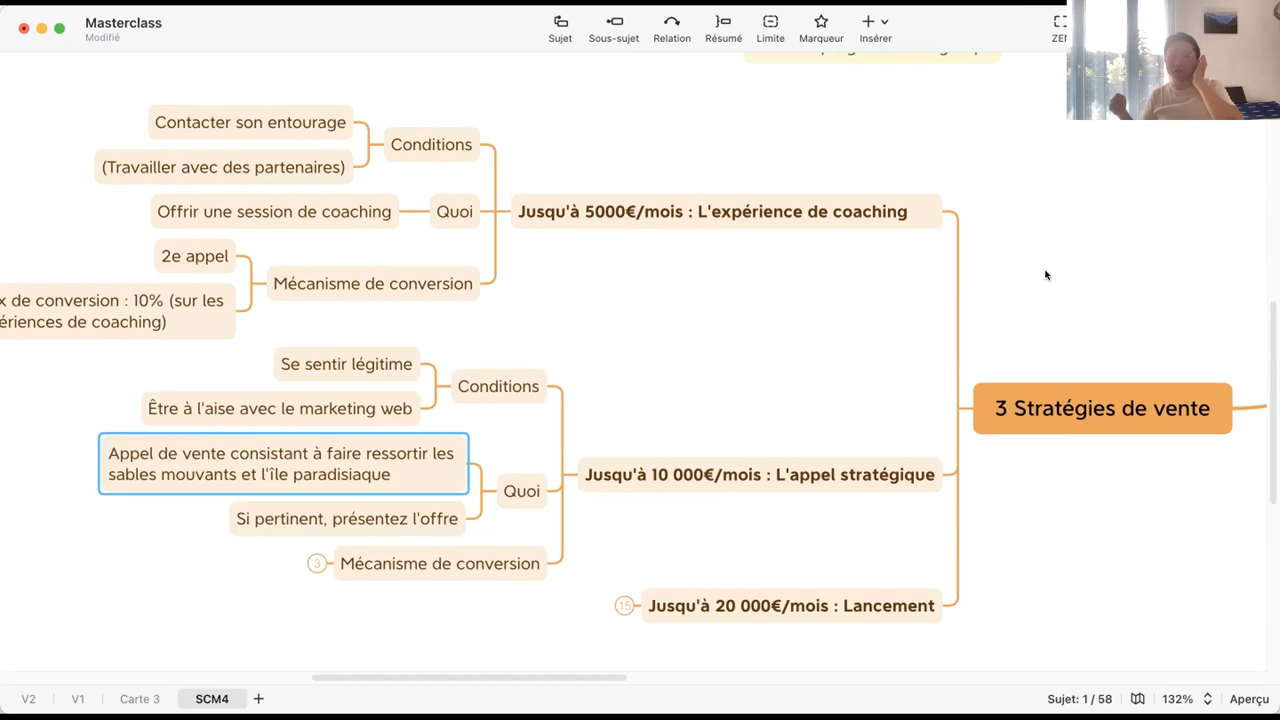 Masterclass
Modifié
Sujet
Sous-sujet
Relation
Résumé
Limite
Marqueur
Insérer
Contacter son entourage
(Travailler avec des partenaires)
Conditions
Offrir une session de coaching
Quoi
Jusqu'à 5000€/mois : L'expérience de coaching
2e appel
Mécanisme de conversion
de conversion : 10% (sur les
de coaching)
Se sentir légitime
Être à l'aise avec le marketing web
Conditions
Appel de vente consistant à faire ressortir les
sables mouvants et l'île paradisiaque
Quoi
Si pertinent, présentez l'offre
Jusqu'à 10 000€/mois : L'appel stratégique
3 Stratégies de vente
3
Mécanisme de conversion
15
Jusqu'à 20 000€/mois : Lancement
V2
V1
Carte 3
SCM4
Sujet: 1 / 58
132%
Aperçu